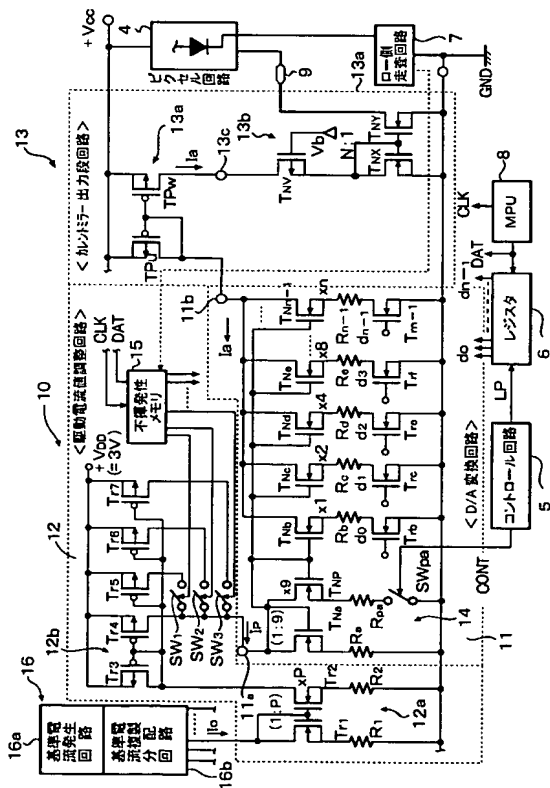 +Vcc
4
ピクセル回路
7
ロー側
走査回路
GND
9
13a
13
<カレントミラー出力段回路>
13a
TPu
TPw
Ia
13c
13b
TNV
Vb
N:1
TNX
TNY
8
MPU
CLK
DAT
dn-1
do
レジスタ
6
LP
コントロール回路
5
CONT
10
<駆動電流値調整回路>
12
+VDD
(=3V)
CLK
DAT
15
不揮発性
メモリ
Tr3
Tr4
Tr5
Tr6
Tr7
12b
SW1
SW2
SW3
11b
Ia
11a
Ip
(1:9)
x9
x1
x2
x4
x8
xn
TNa
TNP
TNb
TNc
TNd
TNe
TNn-1
Ra
Rpa
Rb
Rc
Rd
Re
Rn-1
do
d1
d2
d3
dn-1
Trb
Trc
Trd
Trf
Trn-1
SWpa
14
<D/A変換回路>
11
16
16a
基準電
流発生
回路
基準電
流複製
分配
回路
16b
Io
(1:P)
xP
Tr1
Tr2
R1
R2
12a